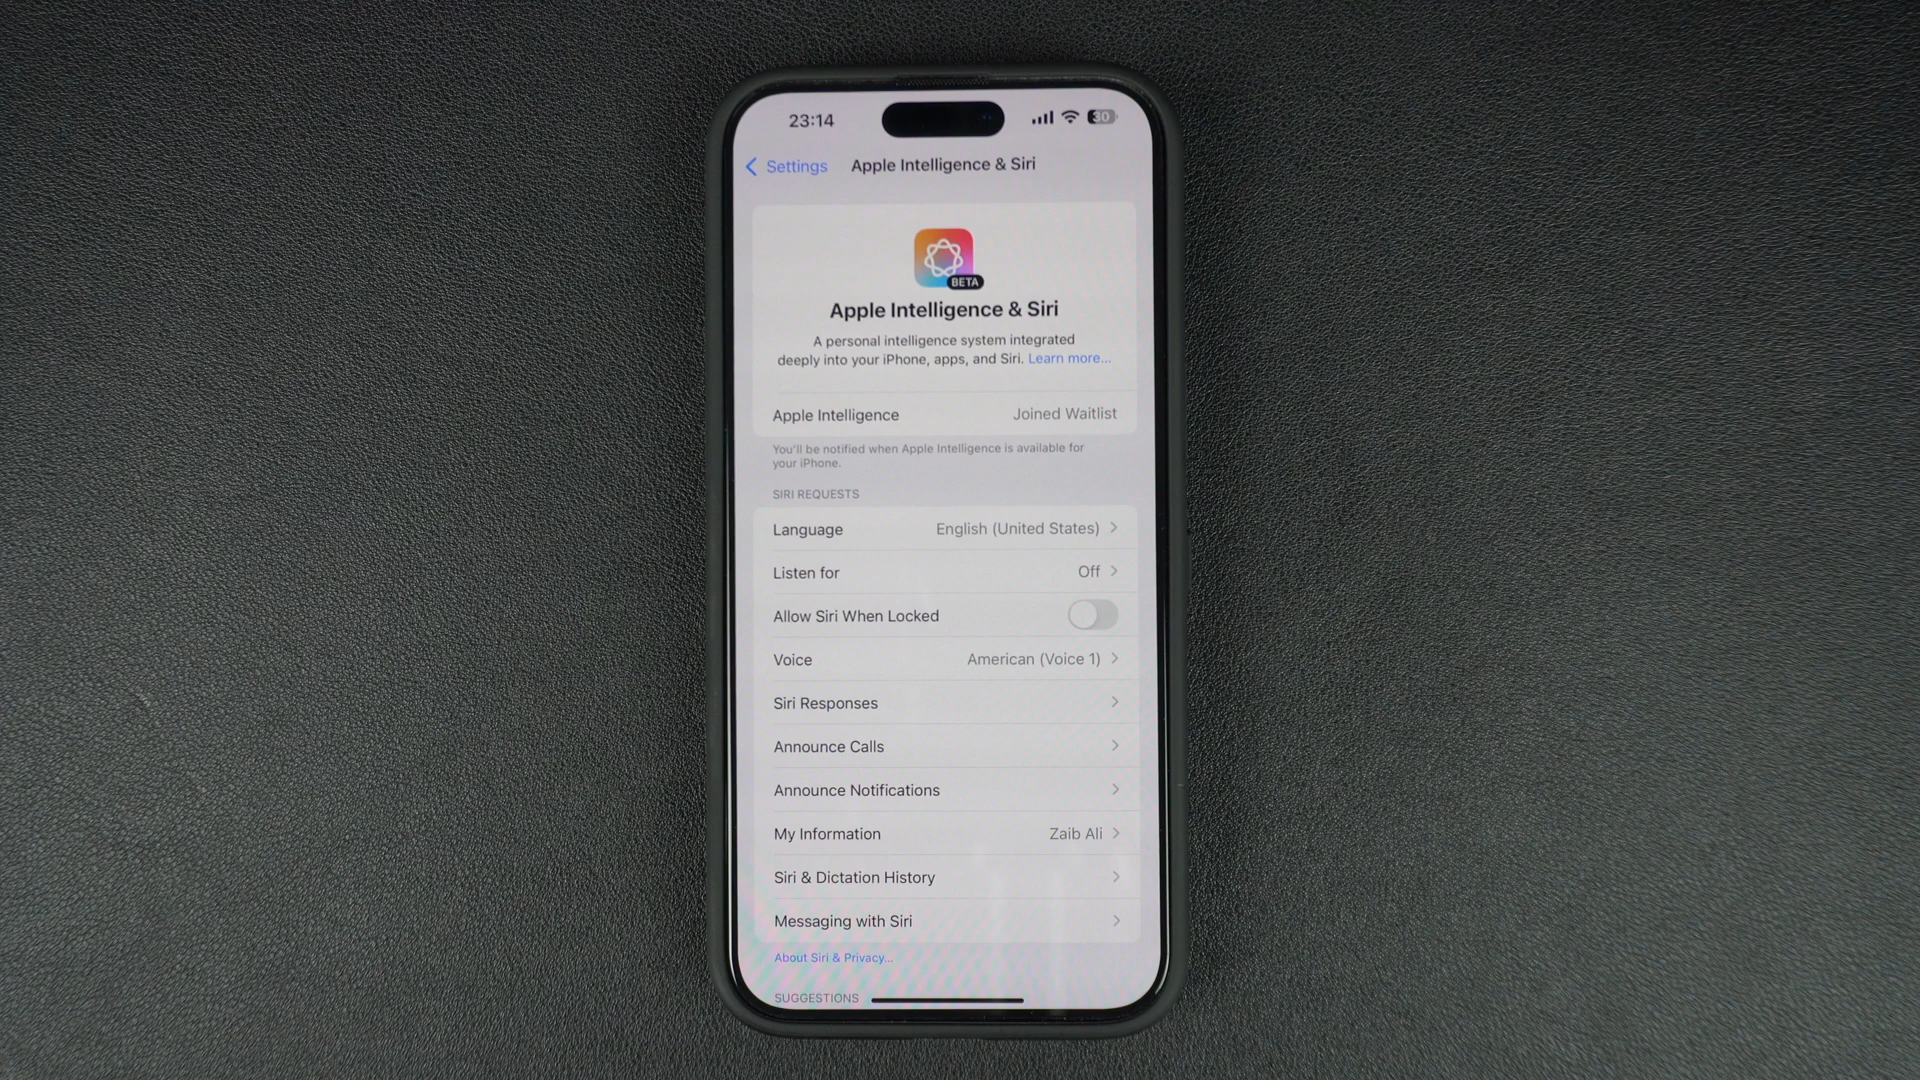 23:14
30
Settings
Apple Intelligence & Siri
BETA
Apple Intelligence & Siri
A personal intelligence system integrated
deeply into your iPhone, apps, and Siri. Learn more...
Apple Intelligence Joined Waitlist
You'll be notified when Apple Intelligence is available for
your iPhone.
SIRI REQUESTS
Language English (United States)
Listen for Off
Allow Siri When Locked
Voice American (Voice 1)
Siri Responses
Announce Calls
Announce Notifications
My Information Zaib Ali
Siri & Dictation History
Messaging with Siri
About Siri & Privacy...
SUGGESTIONS